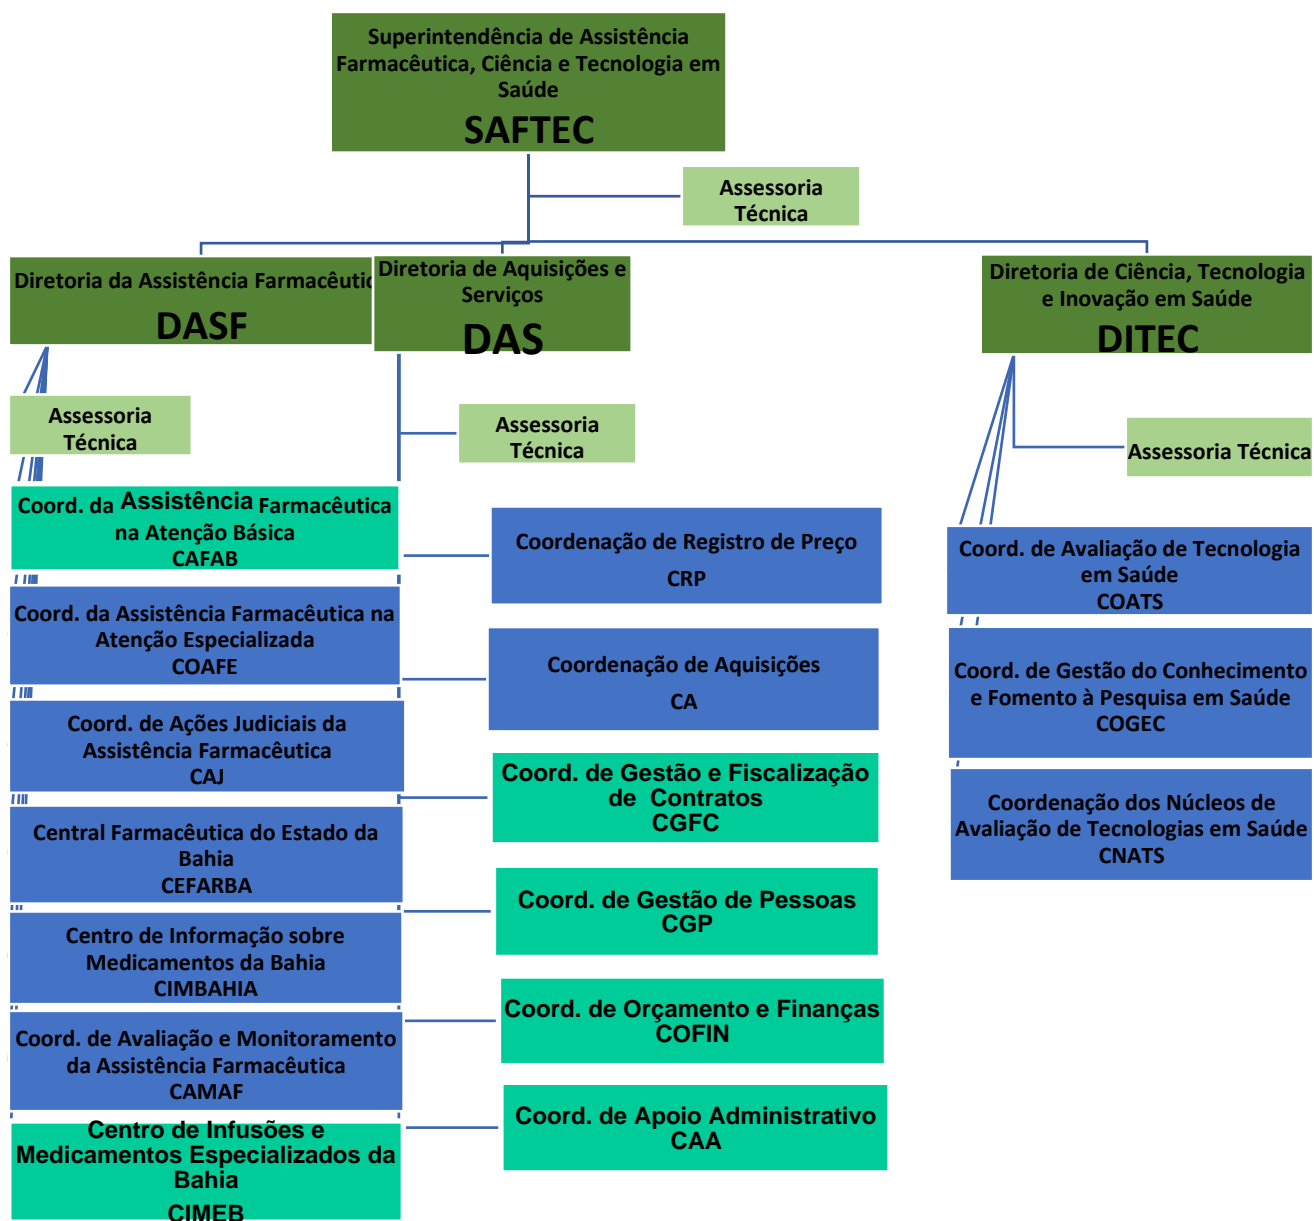 Superintendência de Assistência
Farmacêutica, Ciência e Tecnologia em
Saúde
SAFTEC
Assessoria
Técnica
Diretoria da Assistência Farmacêutic
DASF
Diretoria de Aquisições e
Serviços
DAS
Diretoria de Ciência, Tecnologia
e Inovação em Saúde
DITEC
Assessoria
Técnica
Assessoria
Técnica
Assessoria Técnica
Coord. da Assistência Farmacêutica
na Atenção Básica
CAFAB
Coord. da Assistência Farmacêutica na
Atenção Especializada
COAFE
Coord. de Ações Judiciais da
Assistência Farmacêutica
CAJ
Central Farmacêutica do Estado da
Bahia
CEFARBA
Centro de Informação sobre
Medicamentos da Bahia
CIMBAHIA
Coord. de Avaliação e Monitoramento
da Assistência Farmacêutica
CAMAF
Centro de Infusões e
Medicamentos Especializados da
Bahia
CIMEB
Coordenação de Registro de Preço
CRP
Coordenação de Aquisições
CA
Coord. de Gestão e Fiscalização
de Contratos
CGFC
Coord. de Gestão de Pessoas
CGP
Coord. de Orçamento e Finanças
COFIN
Coord. de Apoio Administrativo
CAA
Coord. de Avaliação de Tecnologia
em Saúde
COATS
Coord. de Gestão do Conhecimento
e Fomento à Pesquisa em Saúde
COGEC
Coordenação dos Núcleos de
Avaliação de Tecnologias em Saúde
CNATS